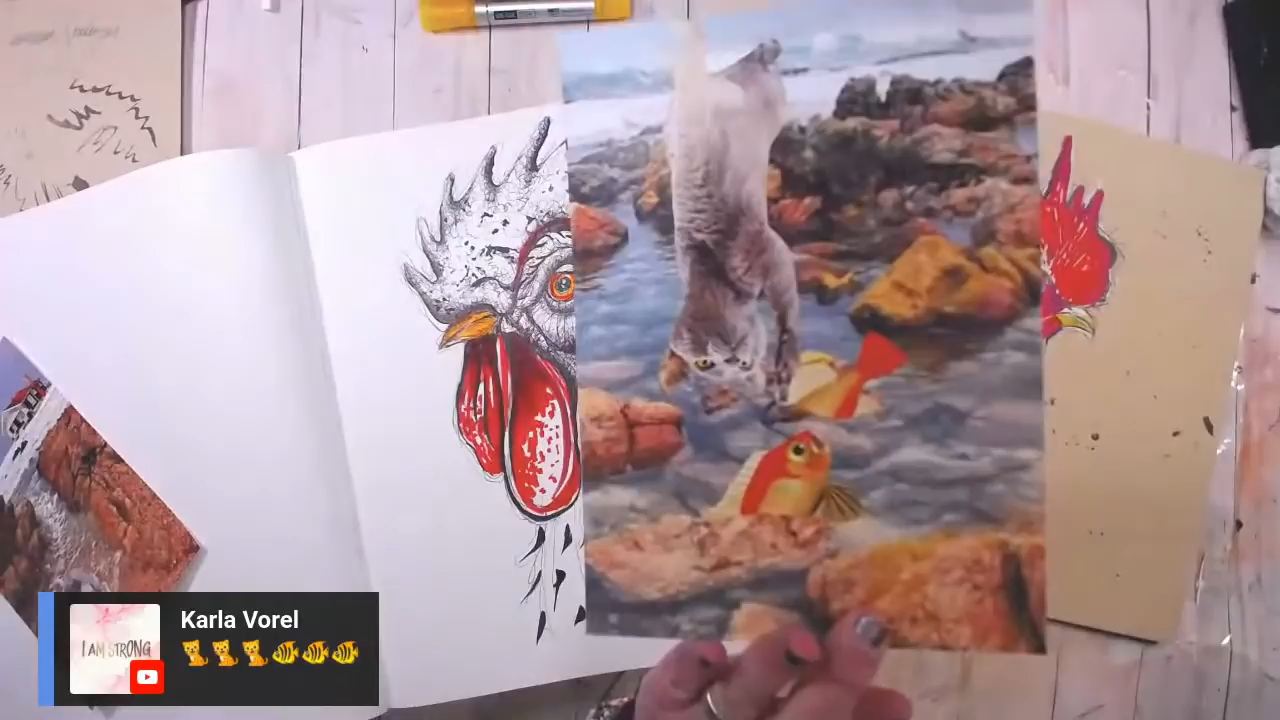 Karla Vorel
🐱🐱🐱🐠🐠🐠
I AM STRONG